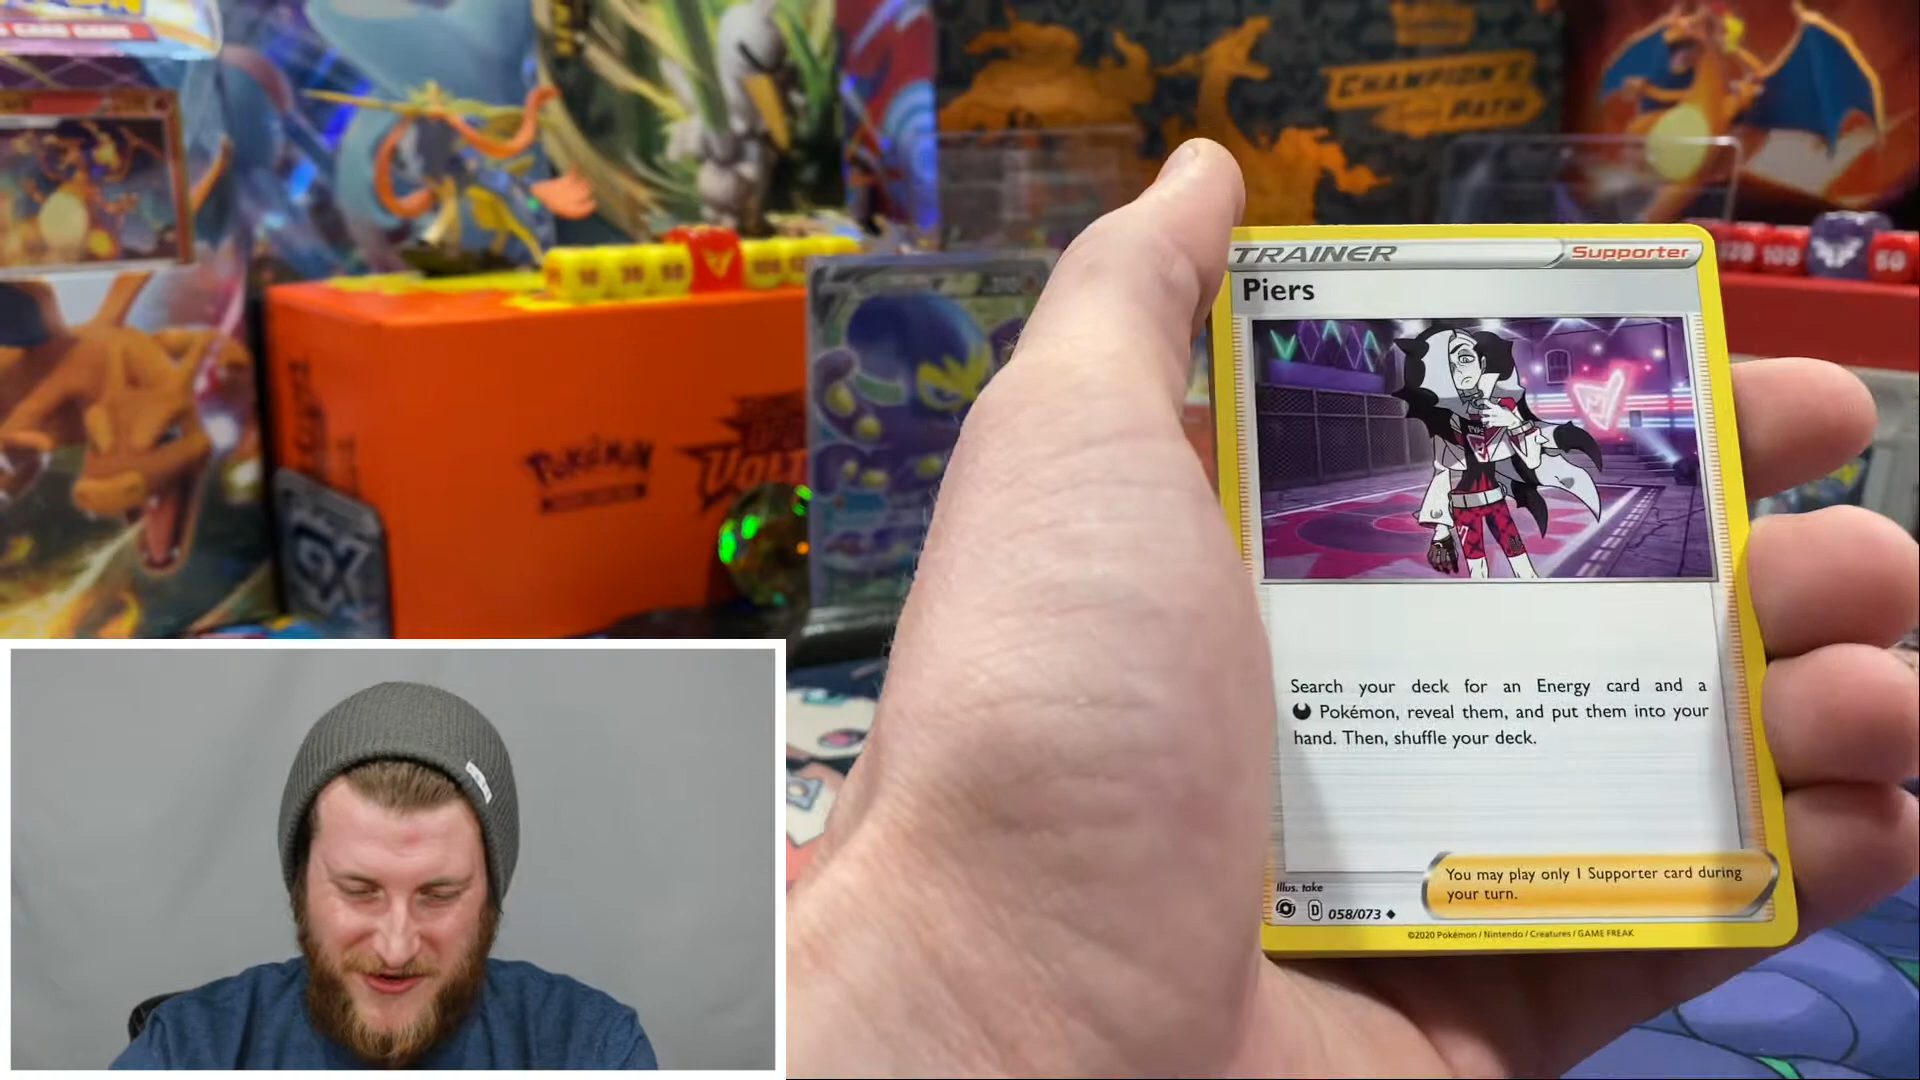 CHAMPION'S
PATH
TRAINER
Supporter
Piers
POKÉMON
VOLT
GX
Search your deck for an Energy card and a
Pokémon, reveal them, and put them into your
hand. Then, shuffle your deck.
You may play only 1 Supporter card during
your turn.
Illus. take
D 058/073
©2020 Pokémon / Nintendo / Creatures / GAME FREAK